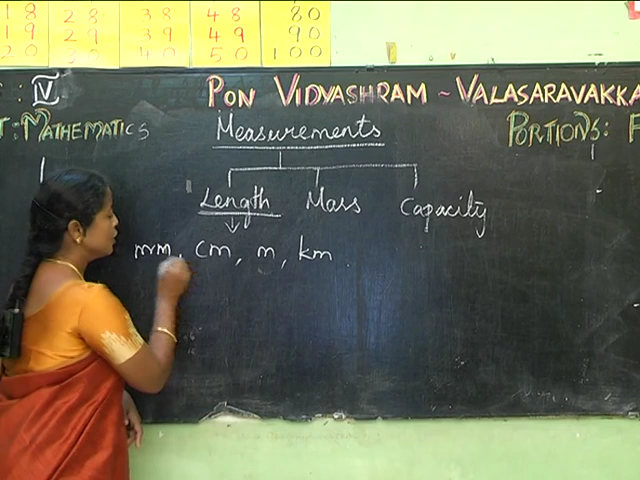 18 28 38 48 80
19 29 39 49 90
20 30 40 50 100
: IV PON VIDYASHRAM ~ VALASARAVAKKA
T: MATHEMATICS Measurements PORTIONS: F
Length Mass Capacity
mm, cm, m, km